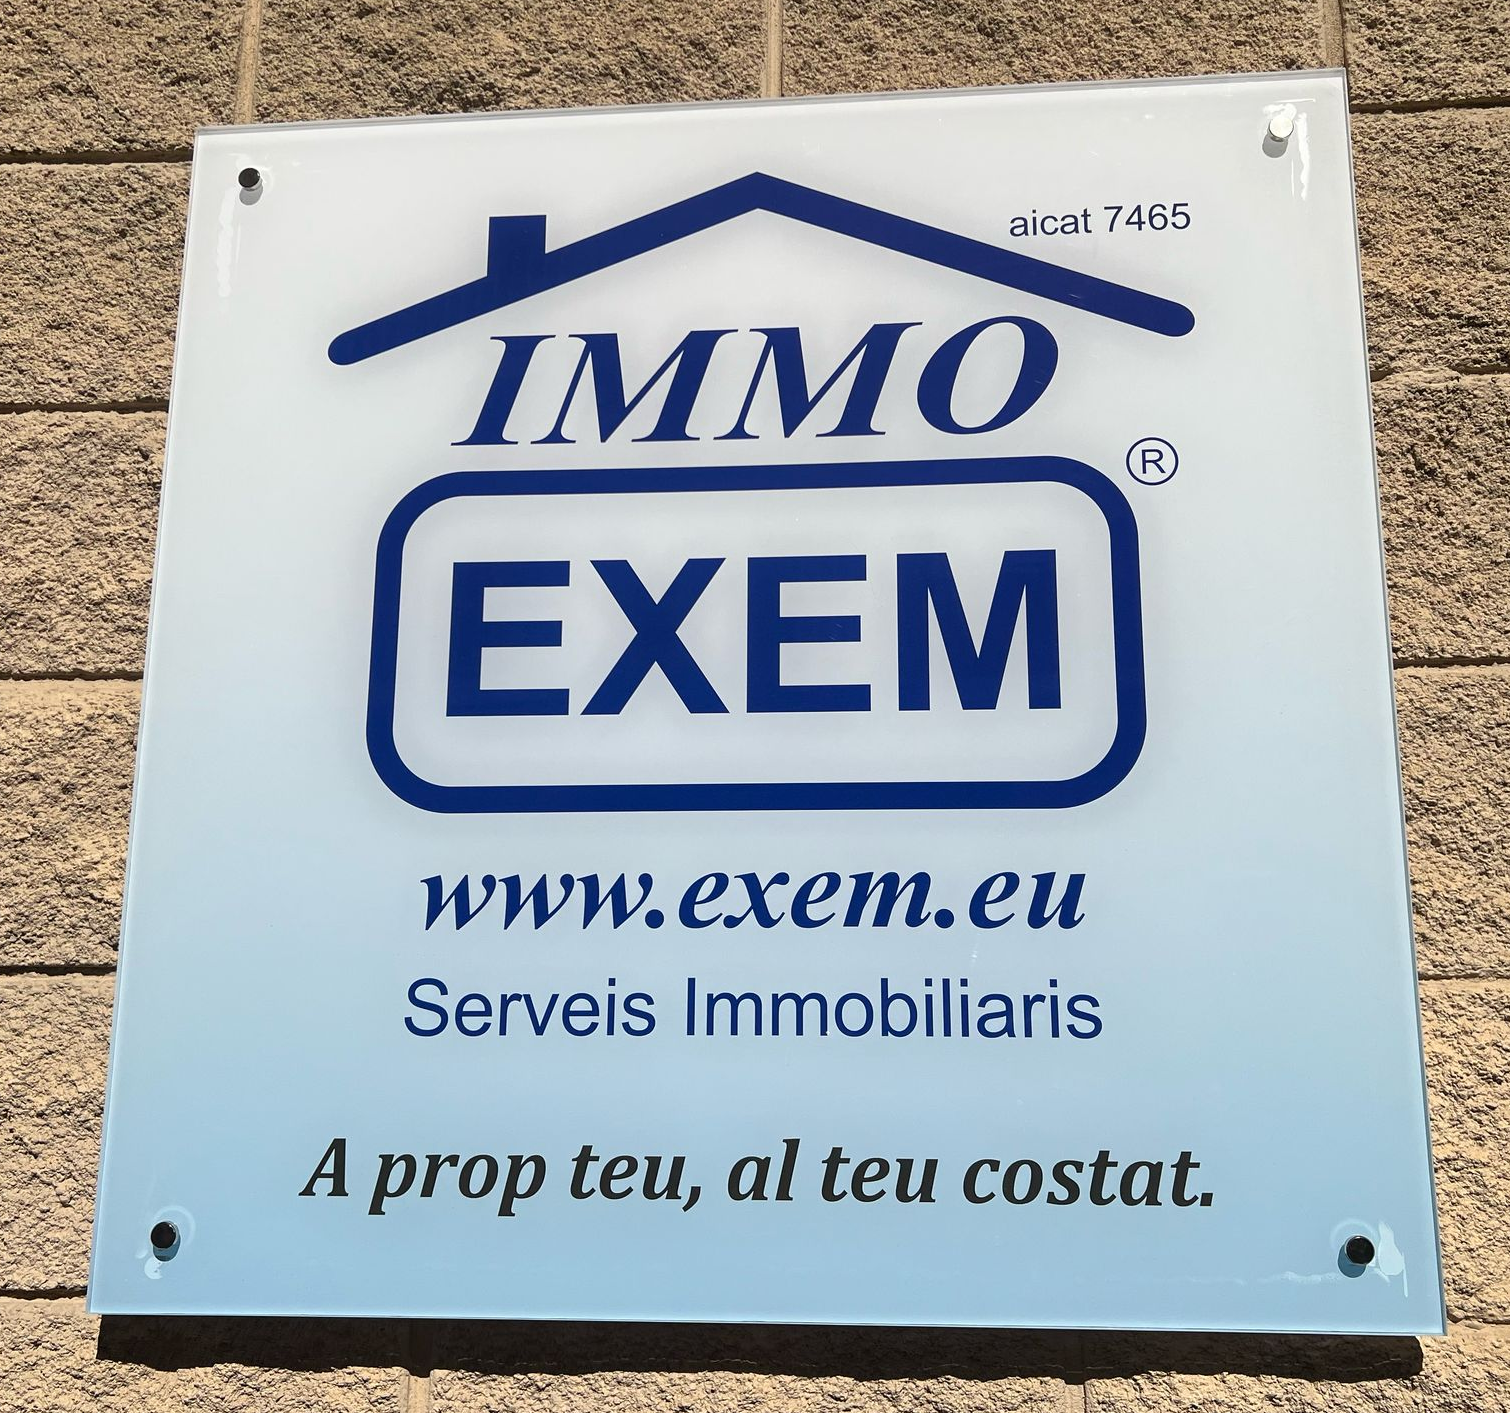 aicat 7465
IMMO
®
EXEM
www.exem.eu
Serveis Immobiliaris
A prop teu, al teu costat.